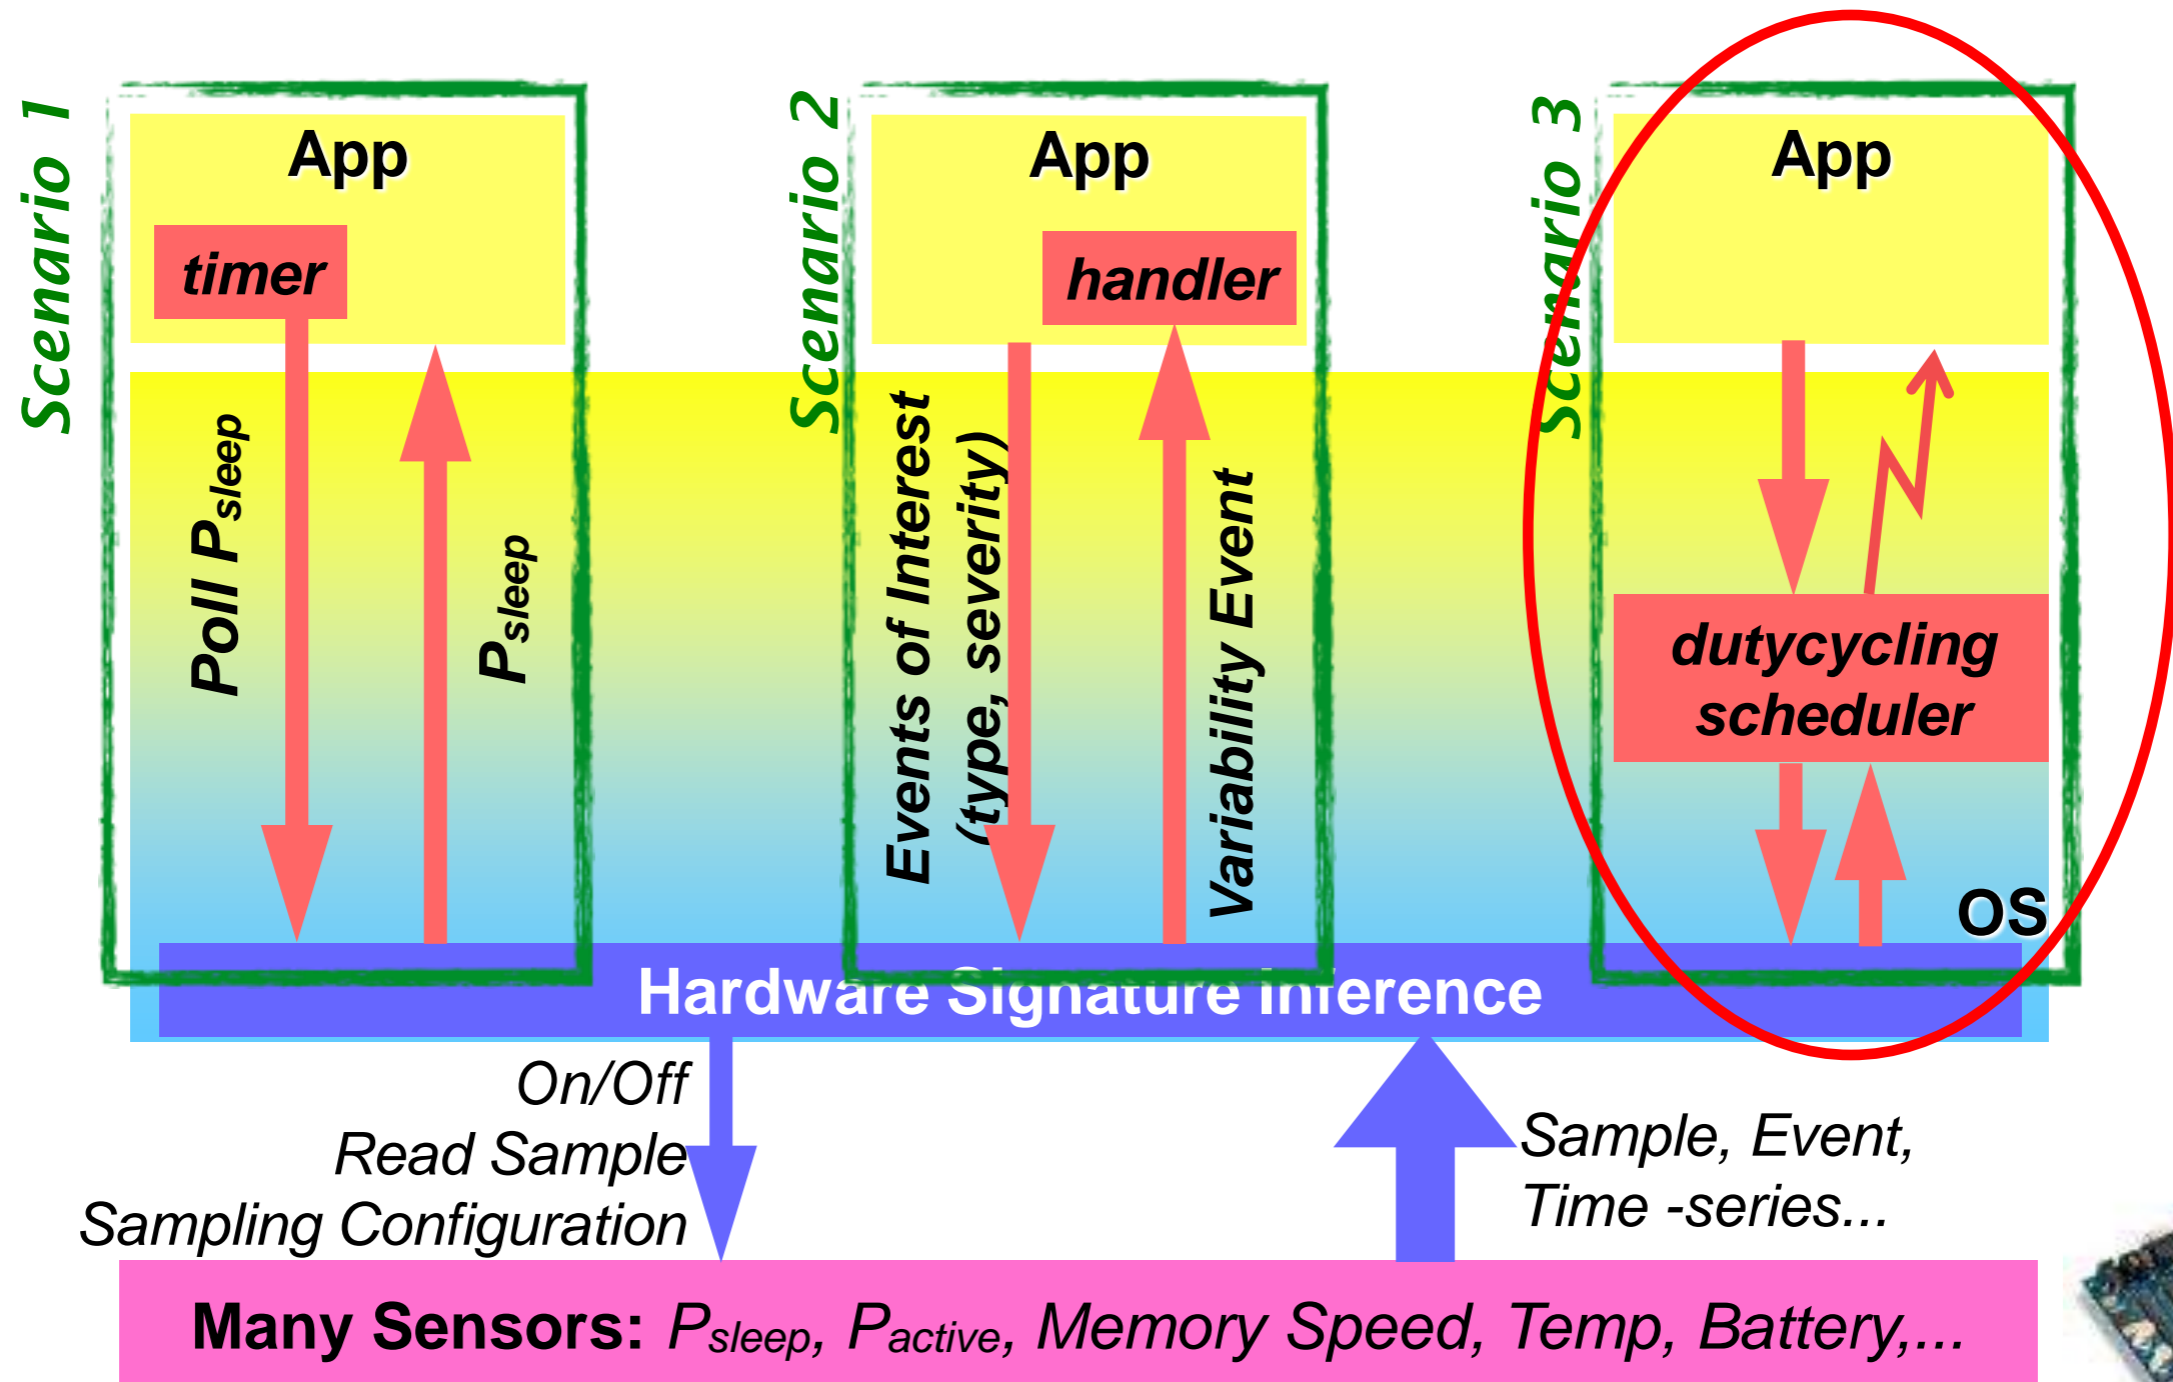 Scenario 1
App
timer
Poll Psleep
Psleep
Scenario 2
App
handler
Events of Interest
(type, severity)
Variability Event
Scenario 3
App
dutycycling
scheduler
OS
Hardware Signature Inference
On/Off
Read Sample
Sampling Configuration
Sample, Event,
Time -series...
Many Sensors: Psleep, Pactive, Memory Speed, Temp, Battery,...